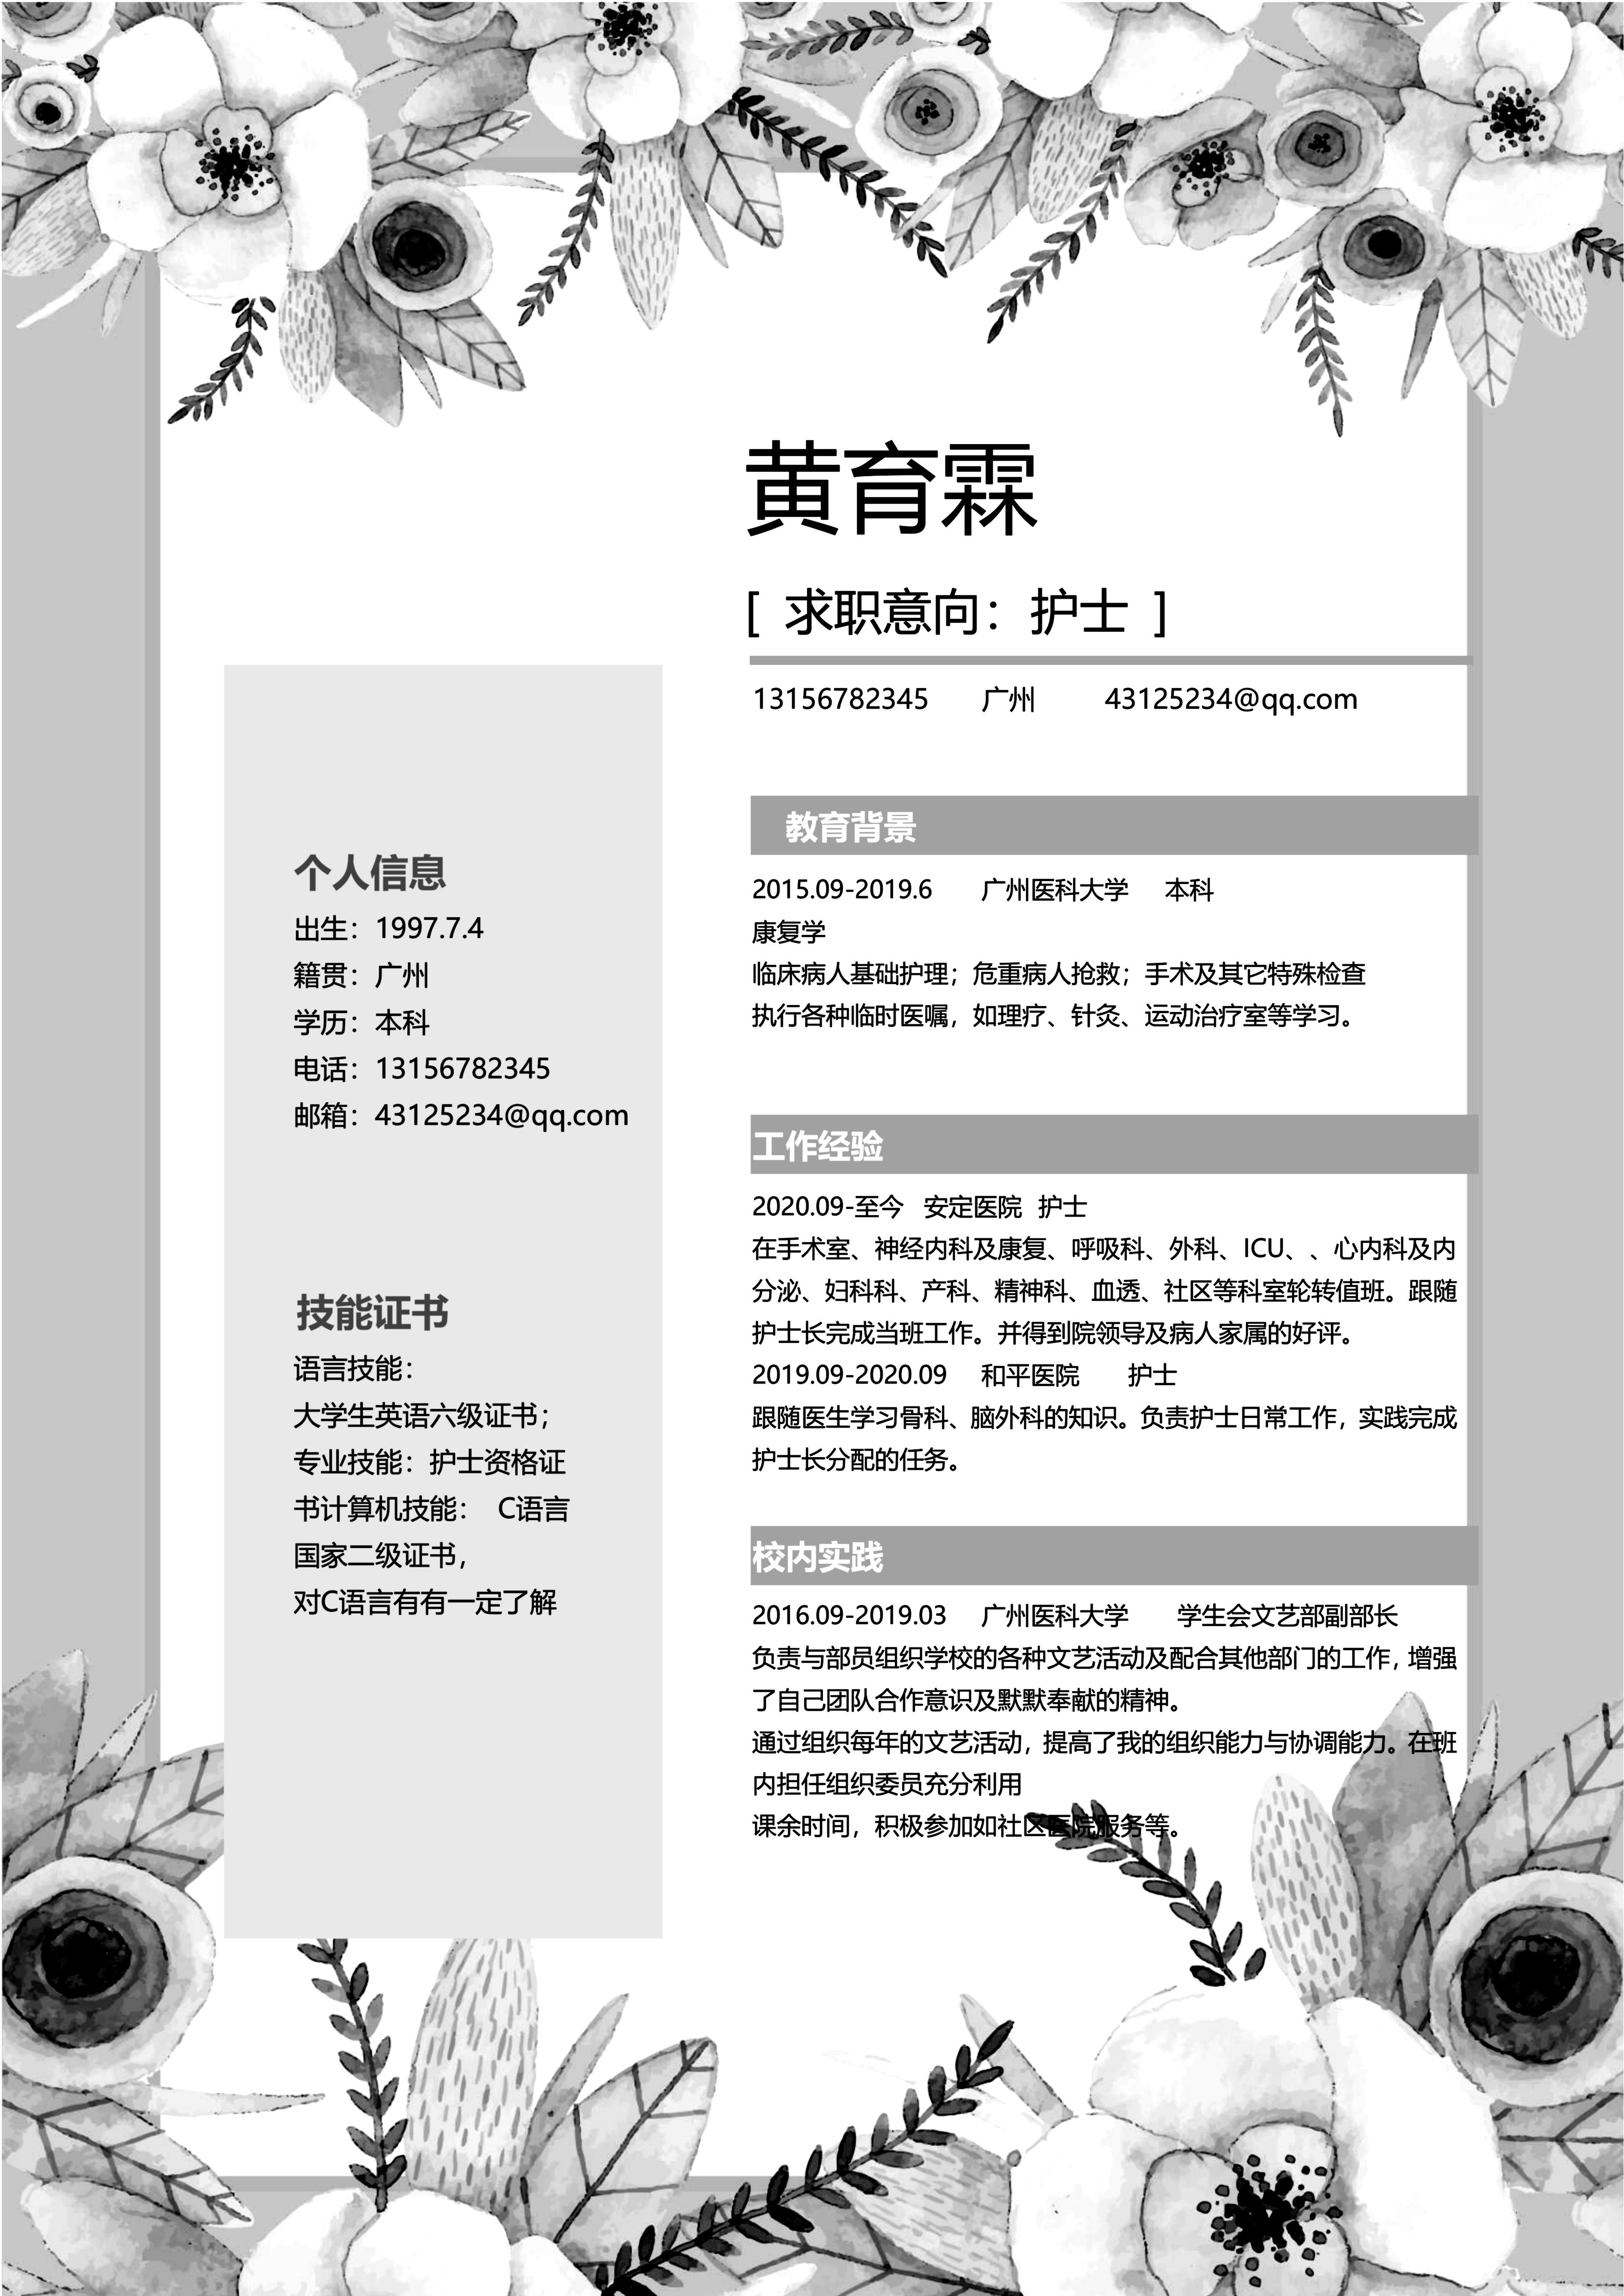 黄育霖
[ 求职意向：护士 ]
13156782345 广州 43125234@qq.com
个人信息
出生：1997.7.4
籍贯：广州
学历：本科
电话：13156782345
邮箱：43125234@qq.com
技能证书
语言技能：
大学生英语六级证书；
专业技能：护士资格证
书计算机技能： C语言
国家二级证书，
对C语言有有一定了解
教育背景
2015.09-2019.6 广州医科大学 本科
康复学
临床病人基础护理；危重病人抢救；手术及其它特殊检查
执行各种临时医嘱，如理疗、针灸、运动治疗室等学习。
工作经验
2020.09-至今 安定医院 护士
在手术室、神经内科及康复、呼吸科、外科、ICU、、心内科及内
分泌、妇科科、产科、精神科、血透、社区等科室轮转值班。跟随
护士长完成当班工作。并得到院领导及病人家属的好评。
2019.09-2020.09 和平医院 护士
跟随医生学习骨科、脑外科的知识。负责护士日常工作，实践完成
护士长分配的任务。
校内实践
2016.09-2019.03 广州医科大学 学生会文艺部副部长
负责与部员组织学校的各种文艺活动及配合其他部门的工作，增强
了自己团队合作意识及默默奉献的精神。
通过组织每年的文艺活动，提高了我的组织能力与协调能力。在班
内担任组织委员充分利用
课余时间，积极参加如社区医院服务等。